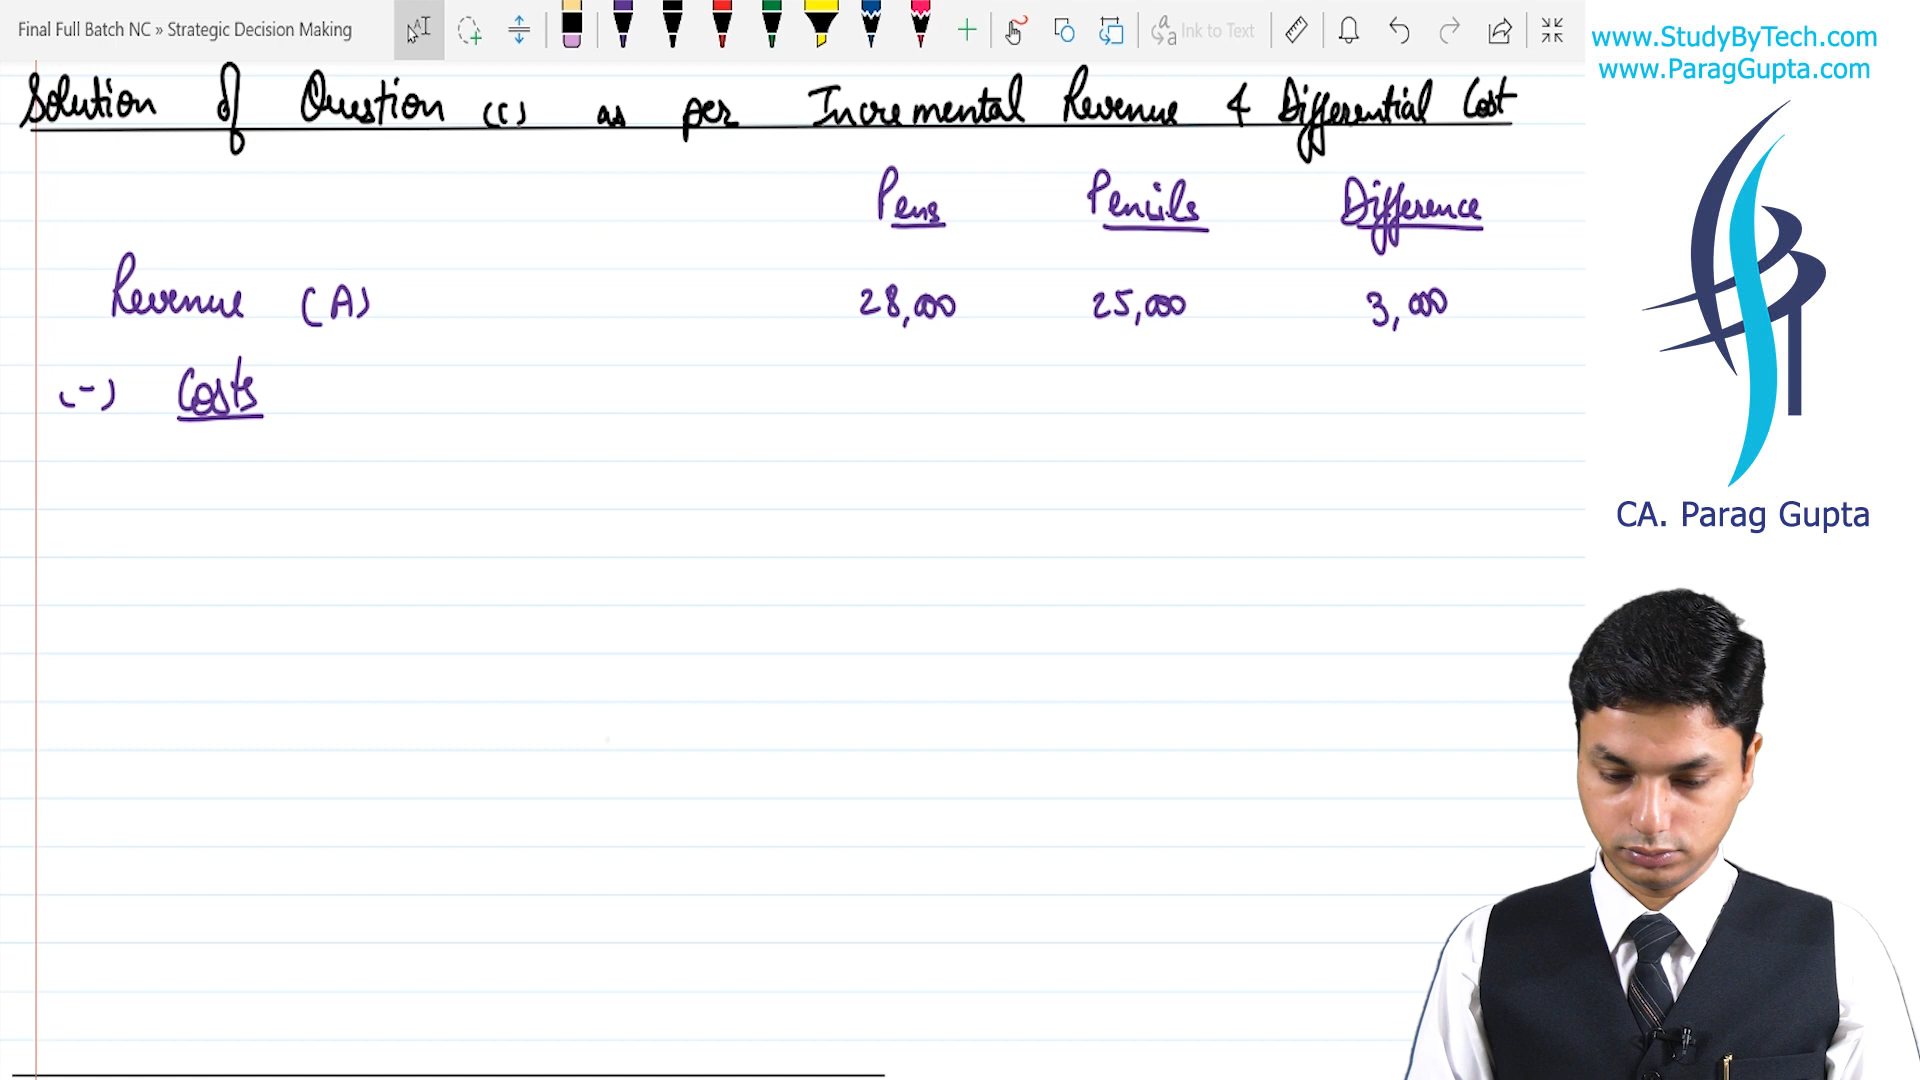 Final Full Batch NC » Strategic Decision Making
Ink to Text
www.StudyByTech.com
www.ParagGupta.com
Solution of Question (c) as per Incremental Revenue & Differential Cost
Pens Pencils Difference
Revenue (A) 28,000 25,000 3,000
(-) Costs
CA. Parag Gupta